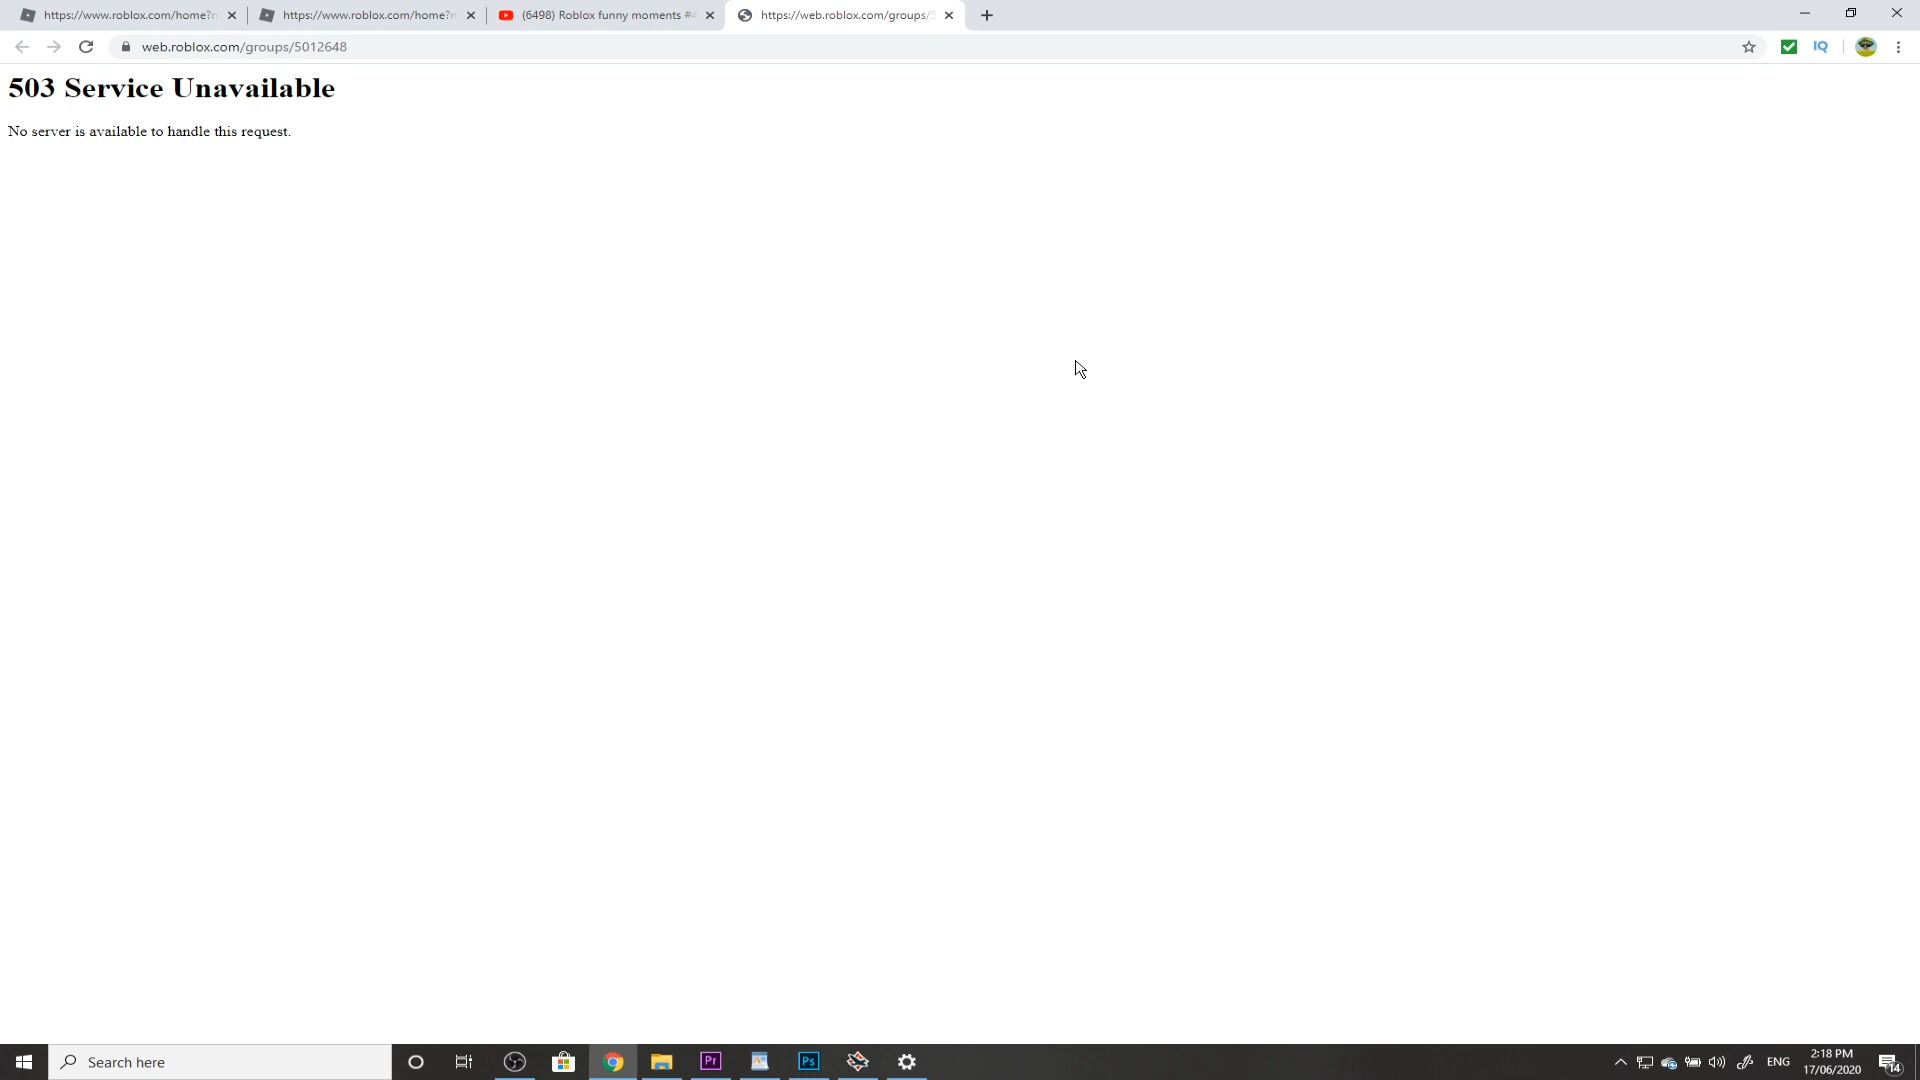 https://www.roblox.com/home?n
https://www.roblox.com/home?n
(6498) Roblox funny moments #4
https://web.roblox.com/groups/5
web.roblox.com/groups/5012648
IQ
503 Service Unavailable
No server is available to handle this request.
Search here
Pr
Ps
ENG
2:18 PM
17/06/2020
14